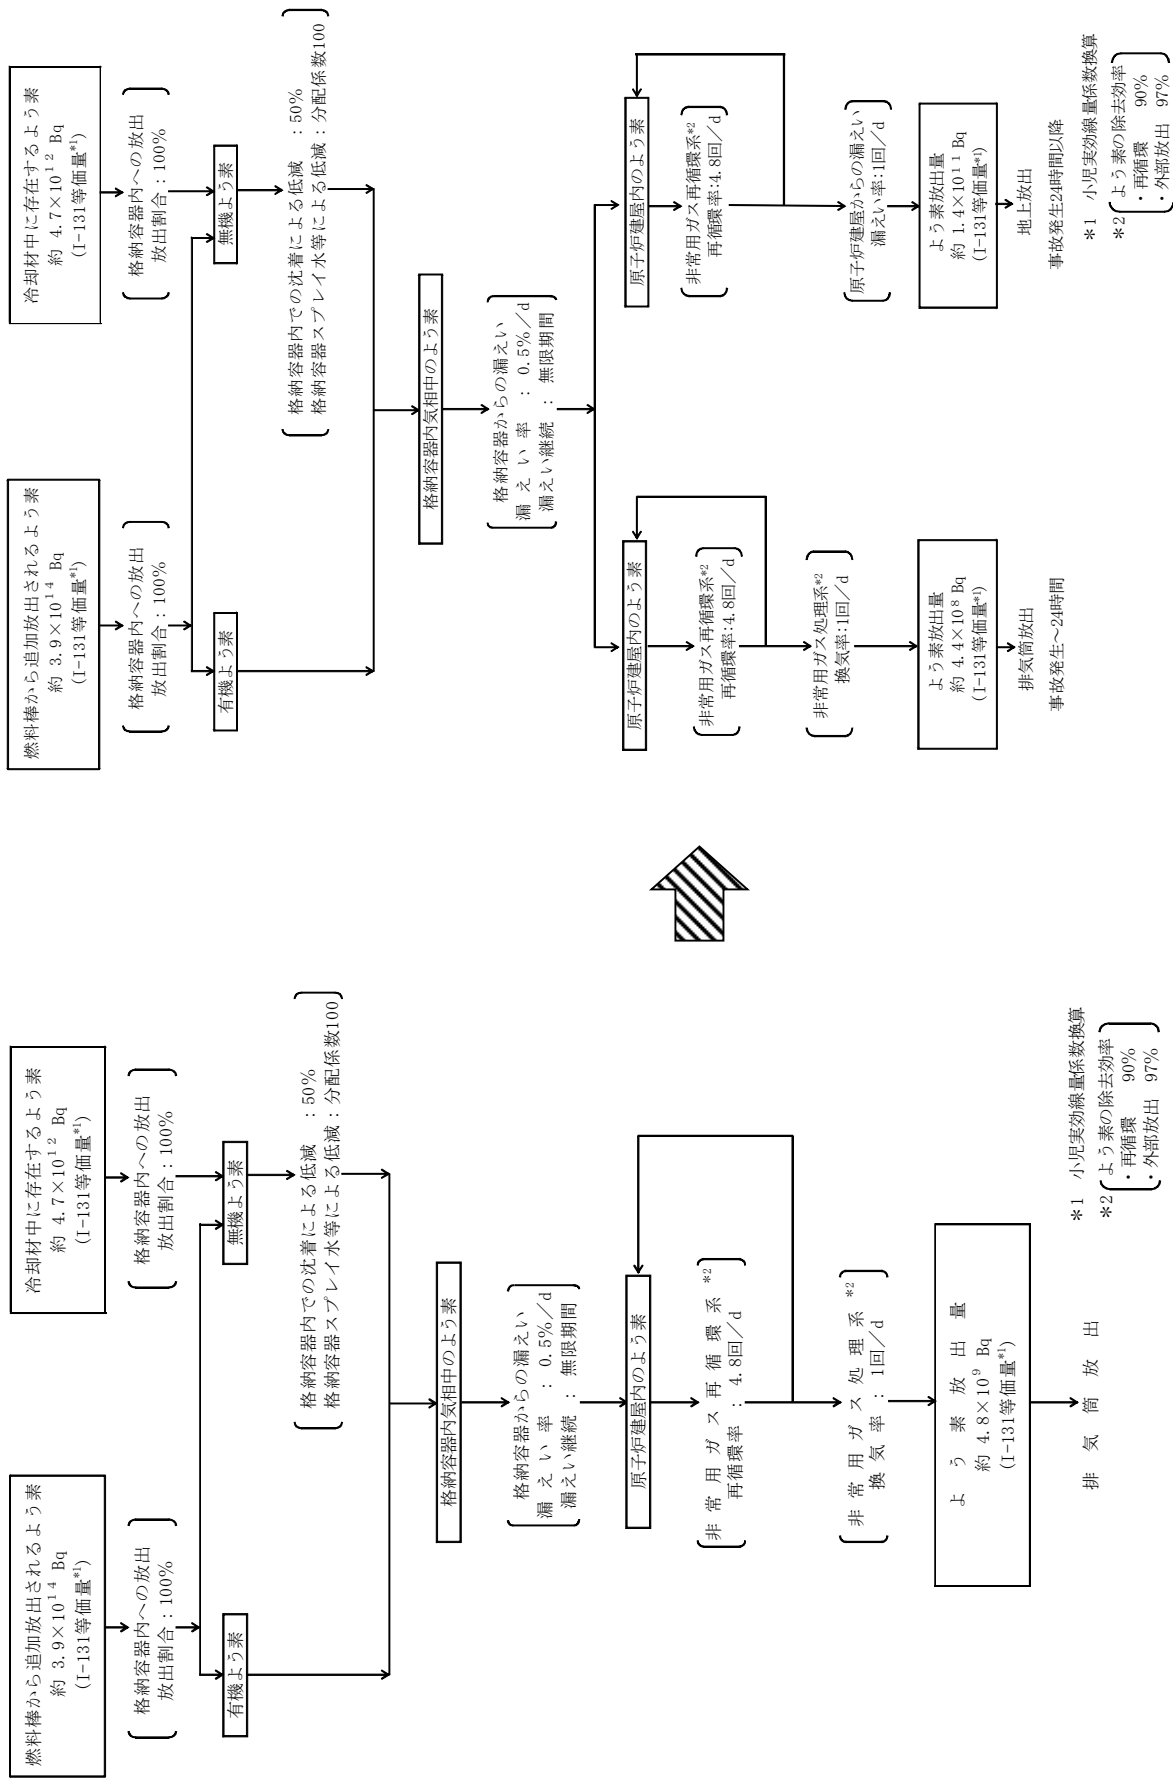 燃料棒から追加放出されるよう素
約 3.9×10¹⁴ Bq
(I-131等価量*1)
冷却材中に存在するよう素
約 4.7×10¹² Bq
(I-131等価量*1)
格納容器内への放出
放出割合:100%
格納容器内への放出
放出割合:100%
有機よう素
無機よう素
格納容器内での沈着による低減 :50%
格納容器スプレイ水等による低減:分配係数100
格納容器内気相中のよう素
格納容器からの漏えい
漏えい率 : 0.5%/d
漏えい継続 : 無限期間
原子炉建屋内のよう素
非常用ガス再循環系*2
再循環率 : 4.8回/d
非常用ガス処理系*2
換気率 : 1回/d
よう素放出量
約 4.8×10⁹ Bq
(I-131等価量*1)
排気筒放出
*1 小児実効線量係数換算
*2 よう素の除去効率
・再循環 90%
・外部放出 97%
燃料棒から追加放出されるよう素
約 3.9×10¹⁴ Bq
(I-131等価量*1)
冷却材中に存在するよう素
約 4.7×10¹² Bq
(I-131等価量*1)
格納容器内への放出
放出割合:100%
格納容器内への放出
放出割合:100%
有機よう素
無機よう素
格納容器内での沈着による低減 :50%
格納容器スプレイ水等による低減:分配係数100
格納容器内気相中のよう素
格納容器からの漏えい
漏えい率 : 0.5%/d
漏えい継続 : 無限期間
原子炉建屋内のよう素
非常用ガス再循環系*2
再循環率:4.8回/d
非常用ガス処理系*2
換気率:1回/d
よう素放出量
約 4.4×10⁸ Bq
(I-131等価量*1)
排気筒放出
事故発生~24時間
原子炉建屋内のよう素
非常用ガス再循環系*2
再循環率:4.8回/d
原子炉建屋からの漏えい
漏えい率:1回/d
よう素放出量
約 1.4×10¹¹ Bq
(I-131等価量*1)
地上放出
事故発生24時間以降
*1 小児実効線量係数換算
*2 よう素の除去効率
・再循環 90%
・外部放出 97%